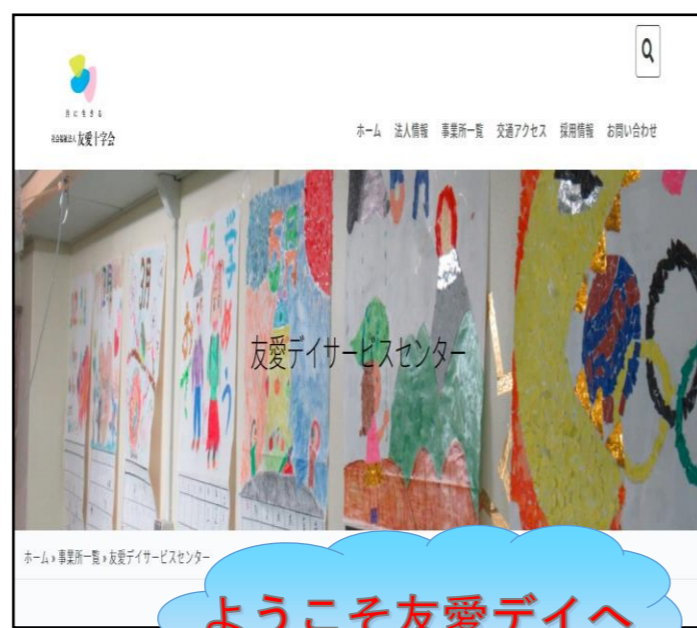 共に生きる
社会福祉法人 友愛十字会
ホーム 法人情報 事業所一覧 交通アクセス 採用情報 お問い合わせ
友愛デイサービスセンター
ホーム » 事業所一覧 » 友愛デイサービスセンター
ようこそ友愛デイへ